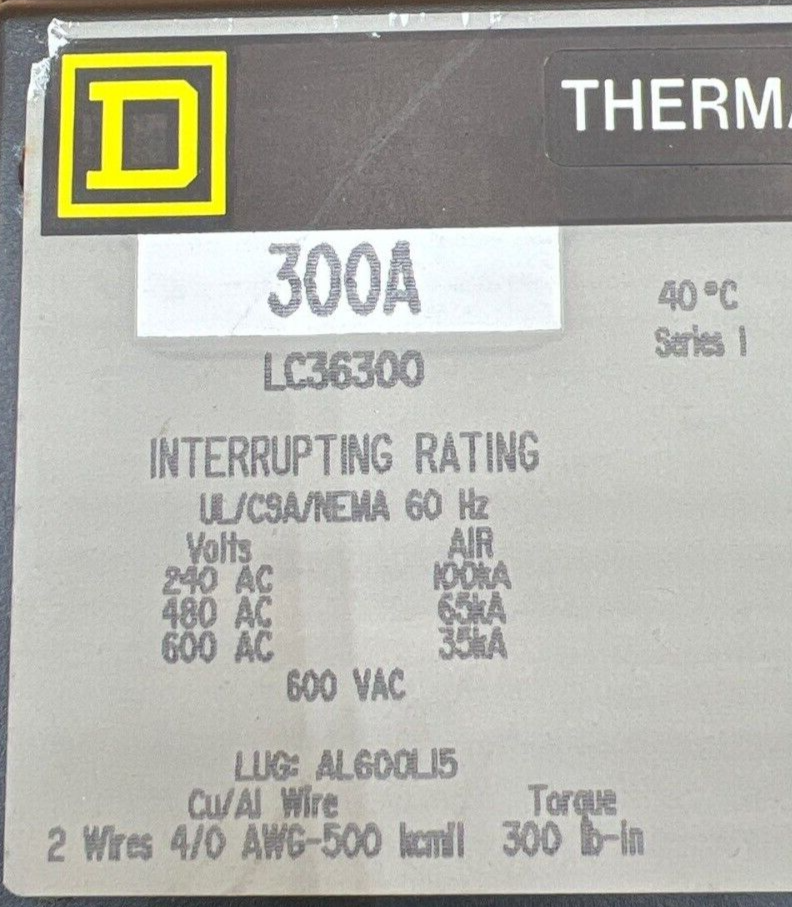 D
THERMA
300A
40°C
Series 1
LC36300
INTERRUPTING RATING
UL/CSA/NEMA 60 Hz
Volts AIR
240 AC 100kA
480 AC 65kA
600 AC 35kA
600 VAC
LUG: AL600LI5
Cu/Al Wire Torque
2 Wires 4/0 AWG-500 kcmil 300 lb-in